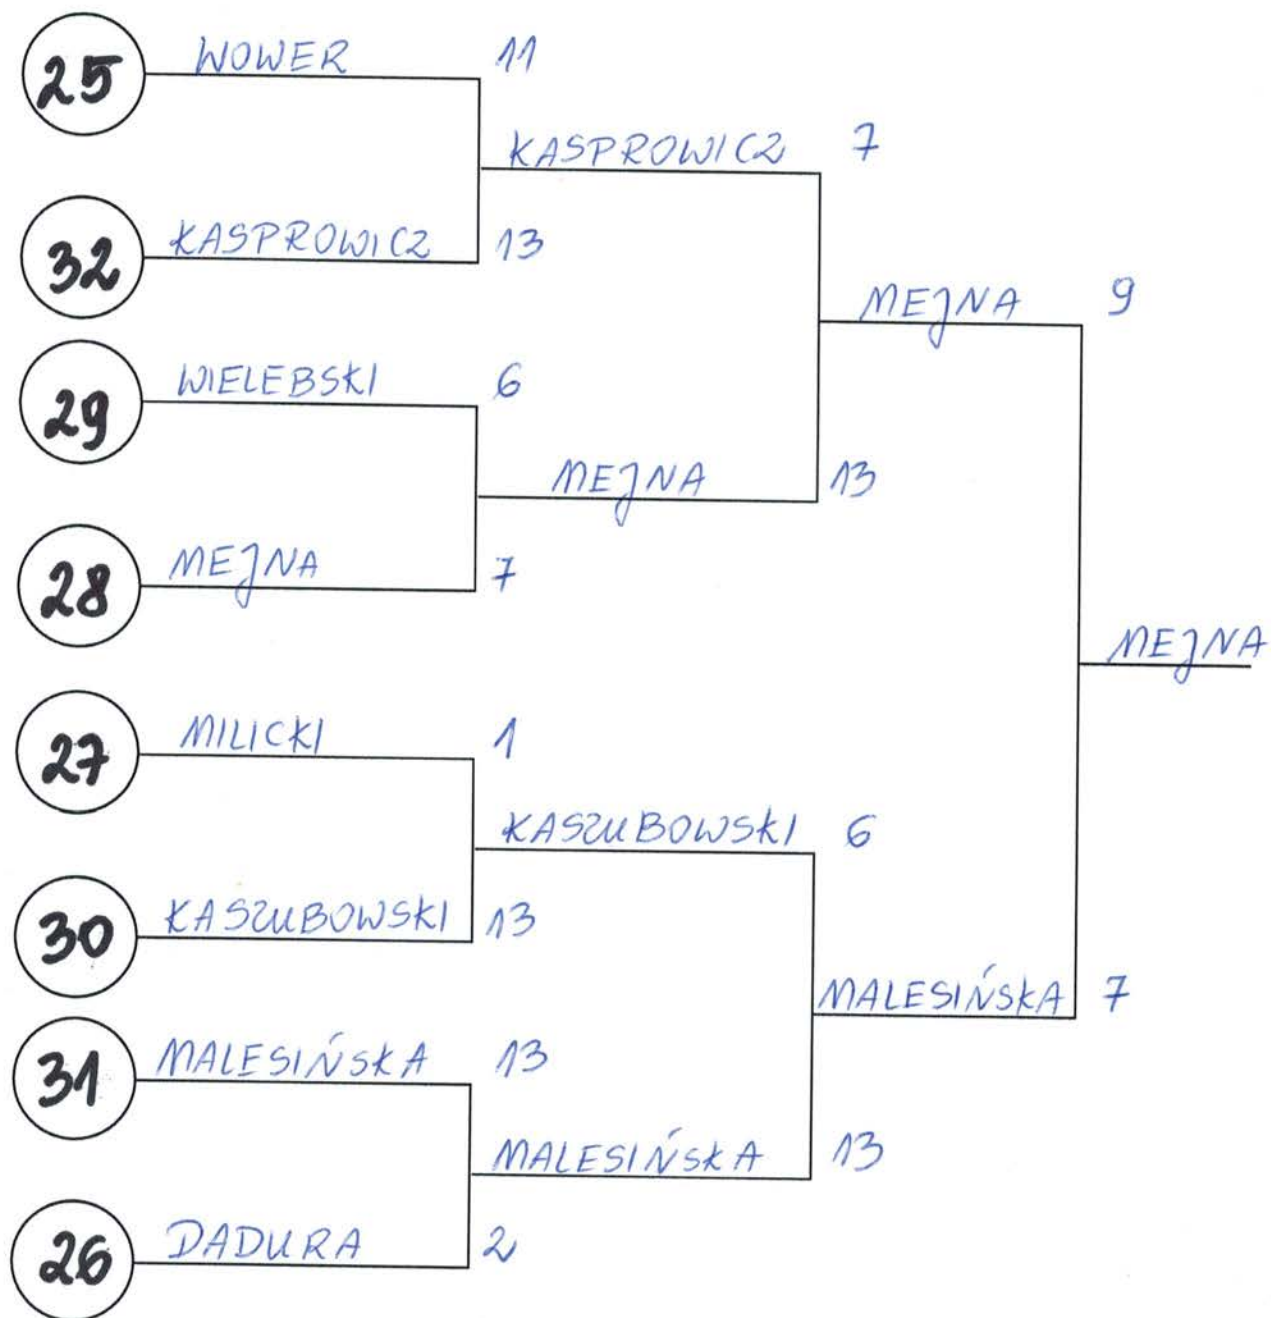 25 WOWER 11
KASPROWICZ 7
32 KASPROWICZ 13
MEJNA 9
29 WIELEBSKI 6
MEJNA 13
28 MEJNA 7
MEJNA
27 MILICKI 1
KASZUBOWSKI 6
30 KASZUBOWSKI 13
MALESIŃSKA 7
31 MALESIŃSKA 13
MALESIŃSKA 13
26 DADURA 2